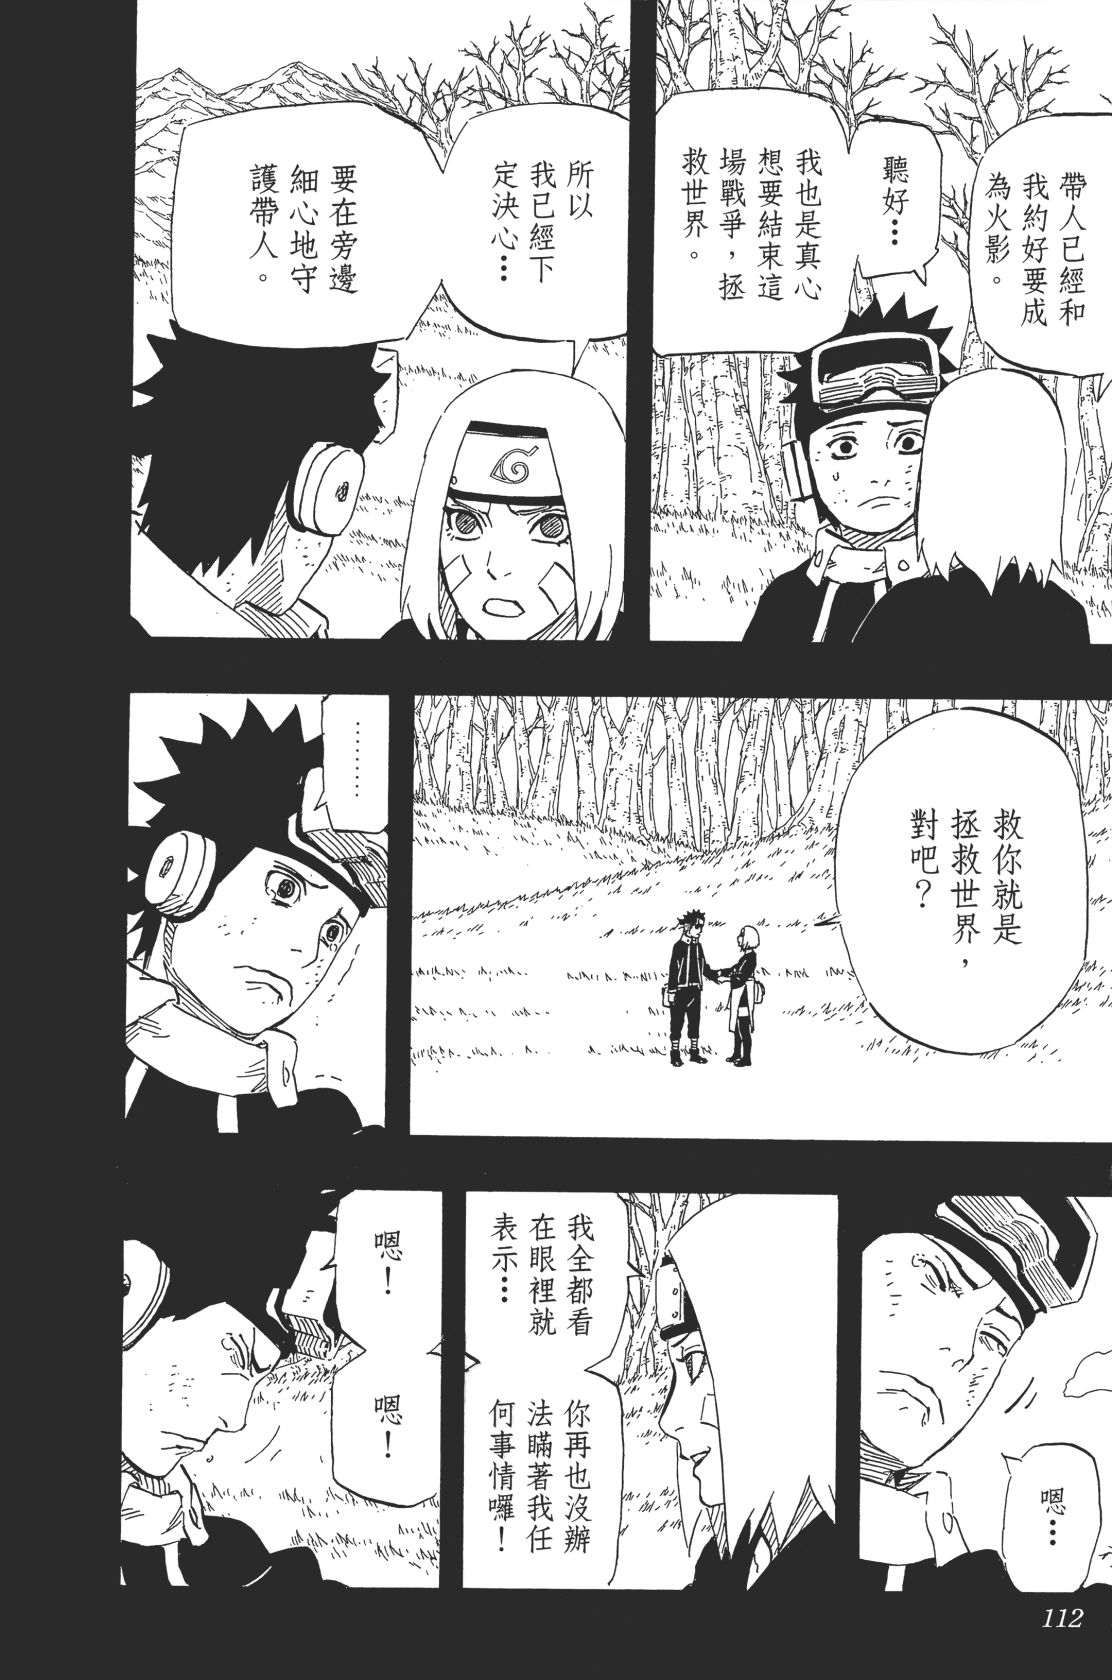 帶人已經和
我約好要成
為火影。
聽好…
我也是真心
想要結束這
場戰爭，拯
救世界。
所以
我已經下
定決心…
要在旁邊
細心地守
護帶人。
救你就是
拯救世界，
對吧？
………
嗯…
我全都看
在眼裡就
表示…
你再也沒辦
法瞞著我任
何事情囉！
嗯！
嗯！
112